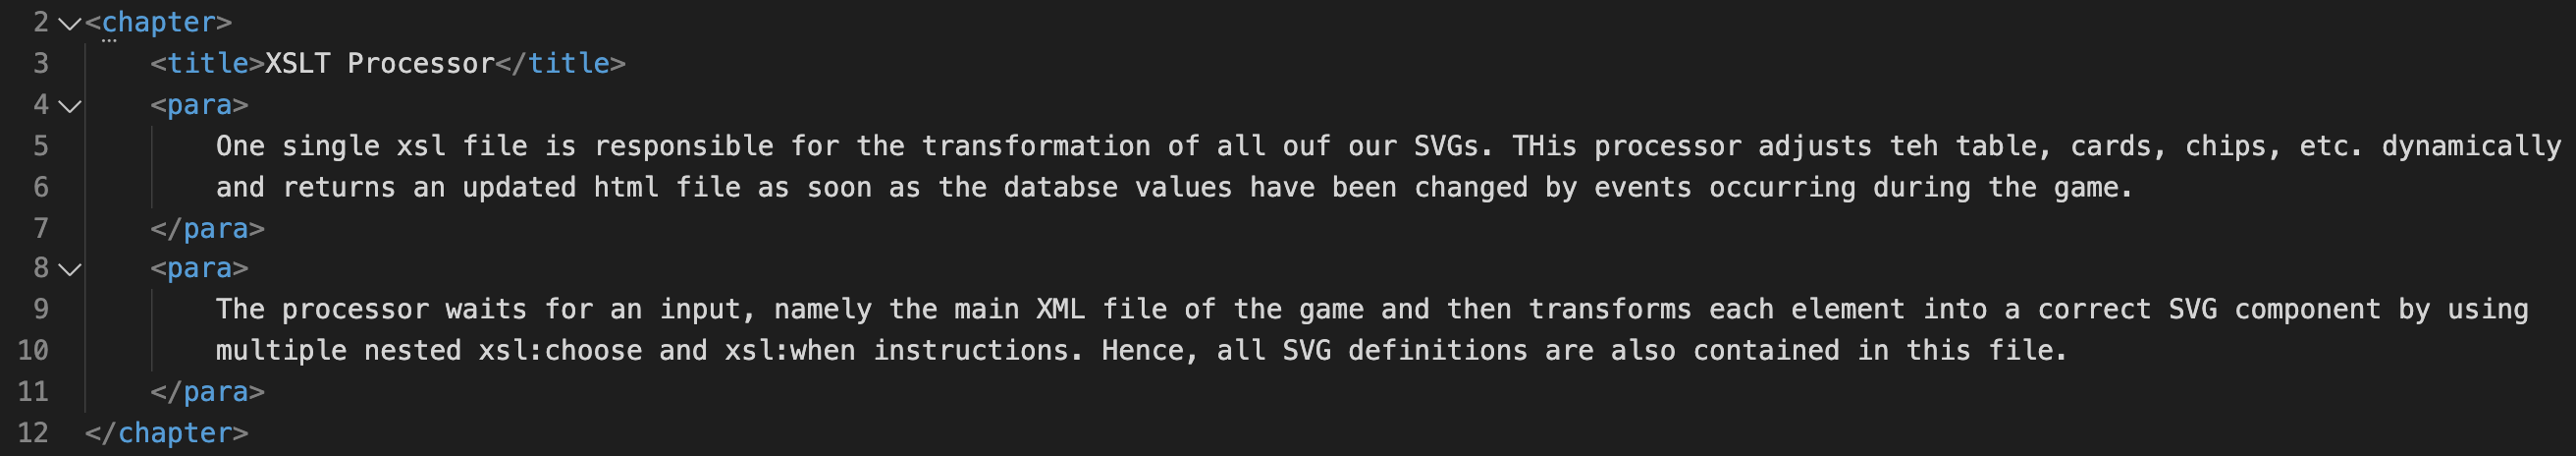 2 <chapter>
3 <title>XSLT Processor</title>
4 <para>
5 One single xsl file is responsible for the transformation of all ouf our SVGs. THis processor adjusts teh table, cards, chips, etc. dynamically
6 and returns an updated html file as soon as the databse values have been changed by events occurring during the game.
7 </para>
8 <para>
9 The processor waits for an input, namely the main XML file of the game and then transforms each element into a correct SVG component by using
10 multiple nested xsl:choose and xsl:when instructions. Hence, all SVG definitions are also contained in this file.
11 </para>
12 </chapter>